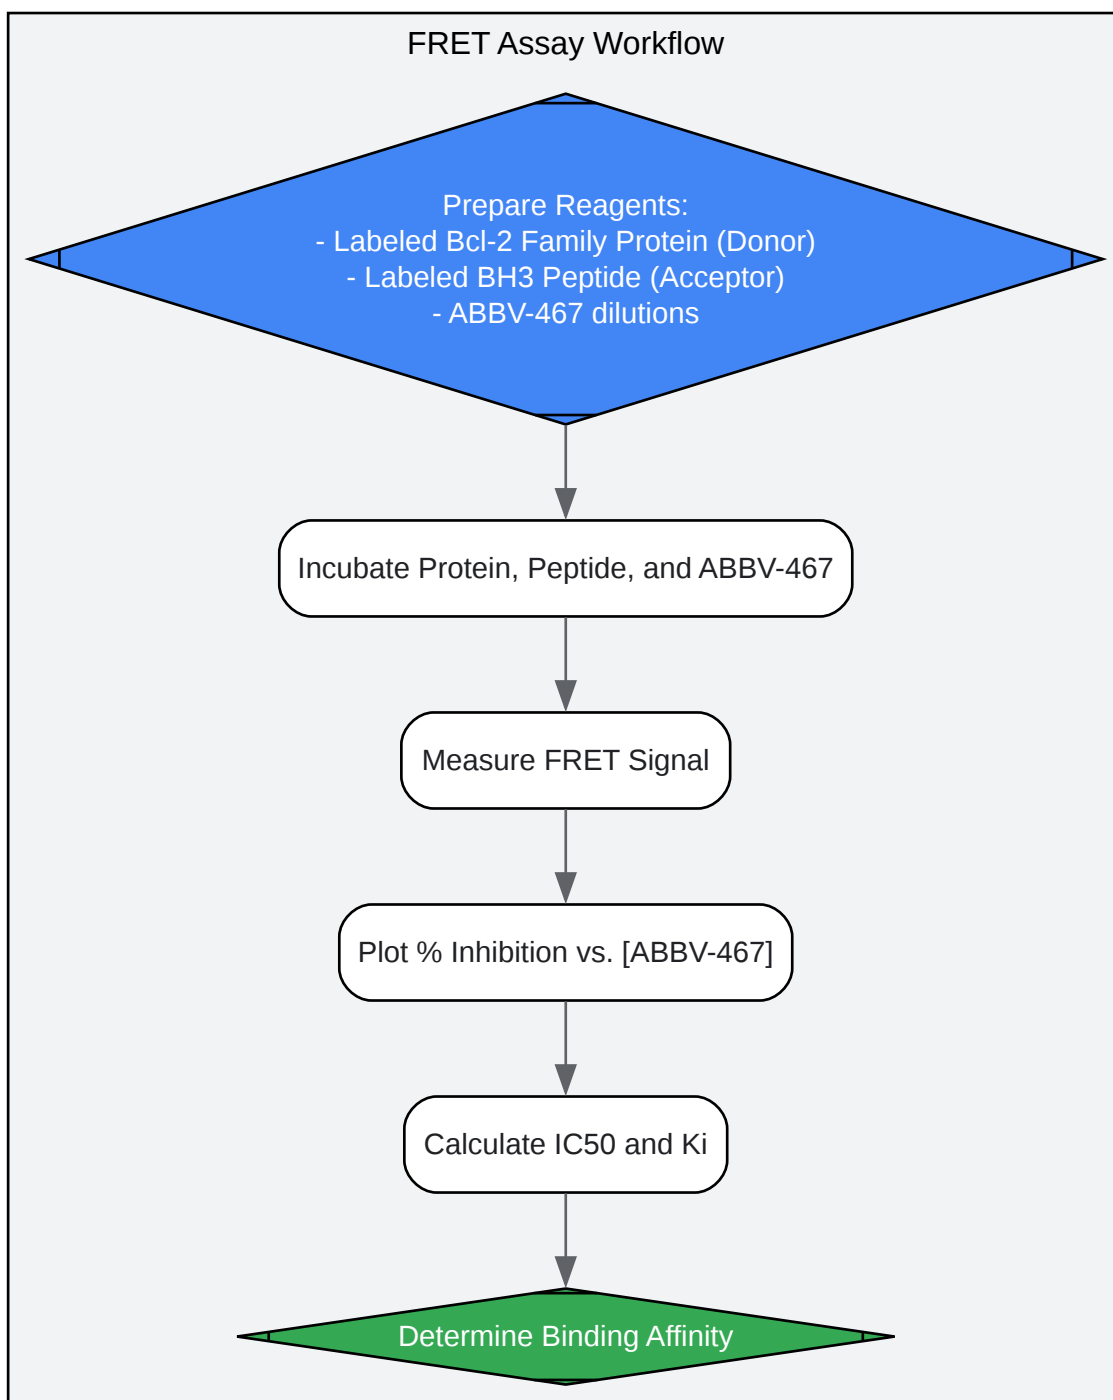 FRET Assay Workflow
Prepare Reagents:
- Labeled Bcl-2 Family Protein (Donor)
- Labeled BH3 Peptide (Acceptor)
- ABBV-467 dilutions
Incubate Protein, Peptide, and ABBV-467
Measure FRET Signal
Plot % Inhibition vs. [ABBV-467]
Calculate IC50 and Ki
Determine Binding Affinity